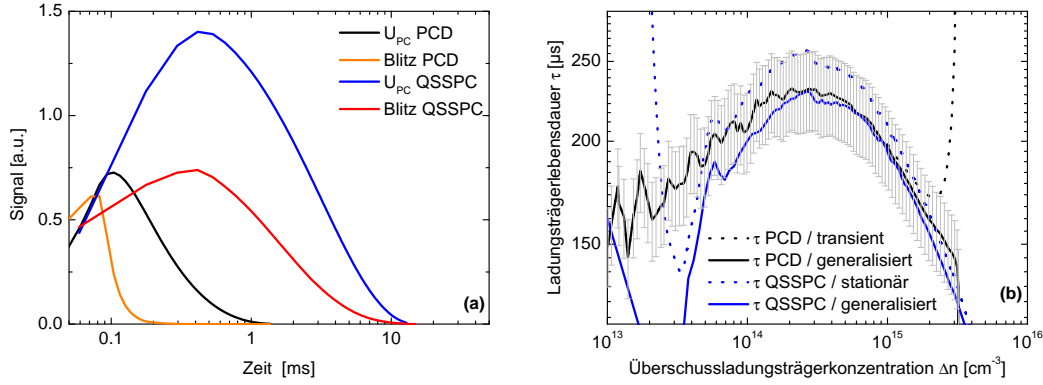 1.5
1.0
0.5
0.0
Signal [a.u.]
0.1
1
10
Zeit [ms]
U_PC PCD
Blitz PCD
U_PC QSSPC
Blitz QSSPC
(a)
250
200
150
Ladungsträgerlebensdauer τ [µs]
10^13
10^14
10^15
10^16
Überschussladungsträgerkonzentration Δn [cm^-3]
τ PCD / transient
τ PCD / generalisiert
τ QSSPC / stationär
τ QSSPC / generalisiert
(b)